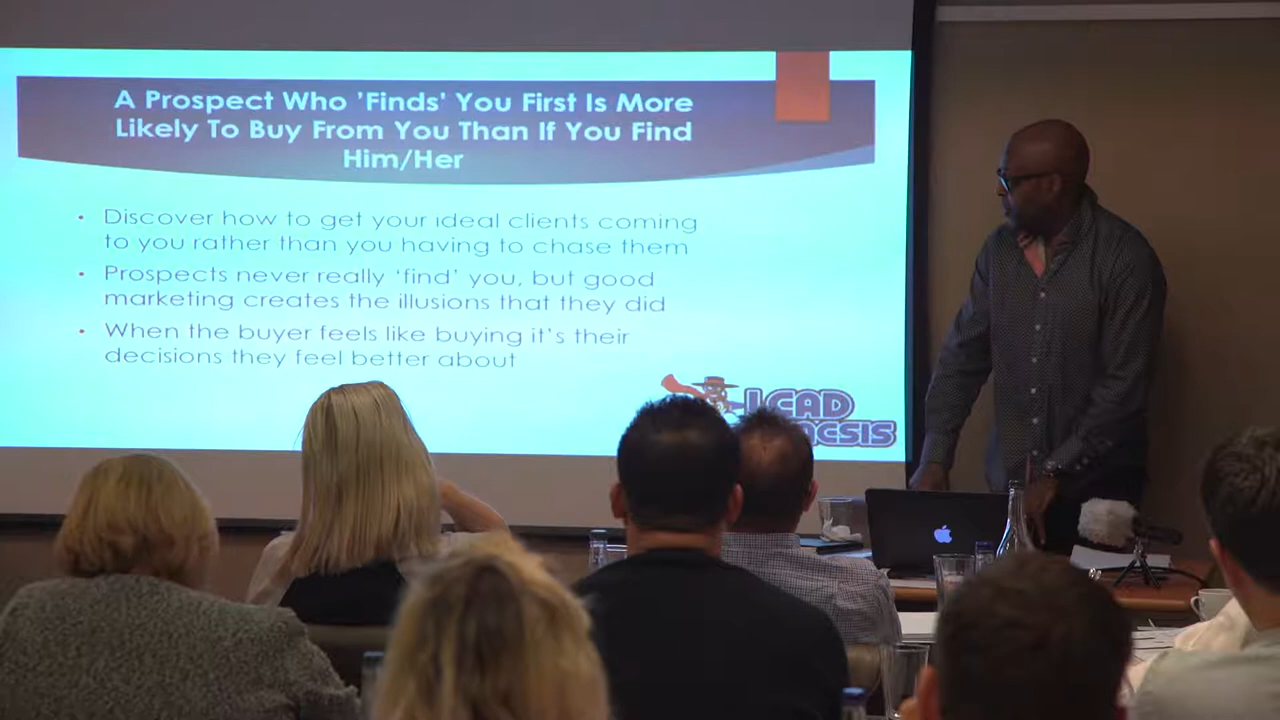 A Prospect Who 'Finds' You First Is More
Likely To Buy From You Than If You Find
Him/Her
• Discover how to get your ideal clients coming
to you rather than you having to chase them
• Prospects never really ‘find’ you, but good
marketing creates the illusions that they did
• When the buyer feels like buying it’s their
decisions they feel better about
LEAD